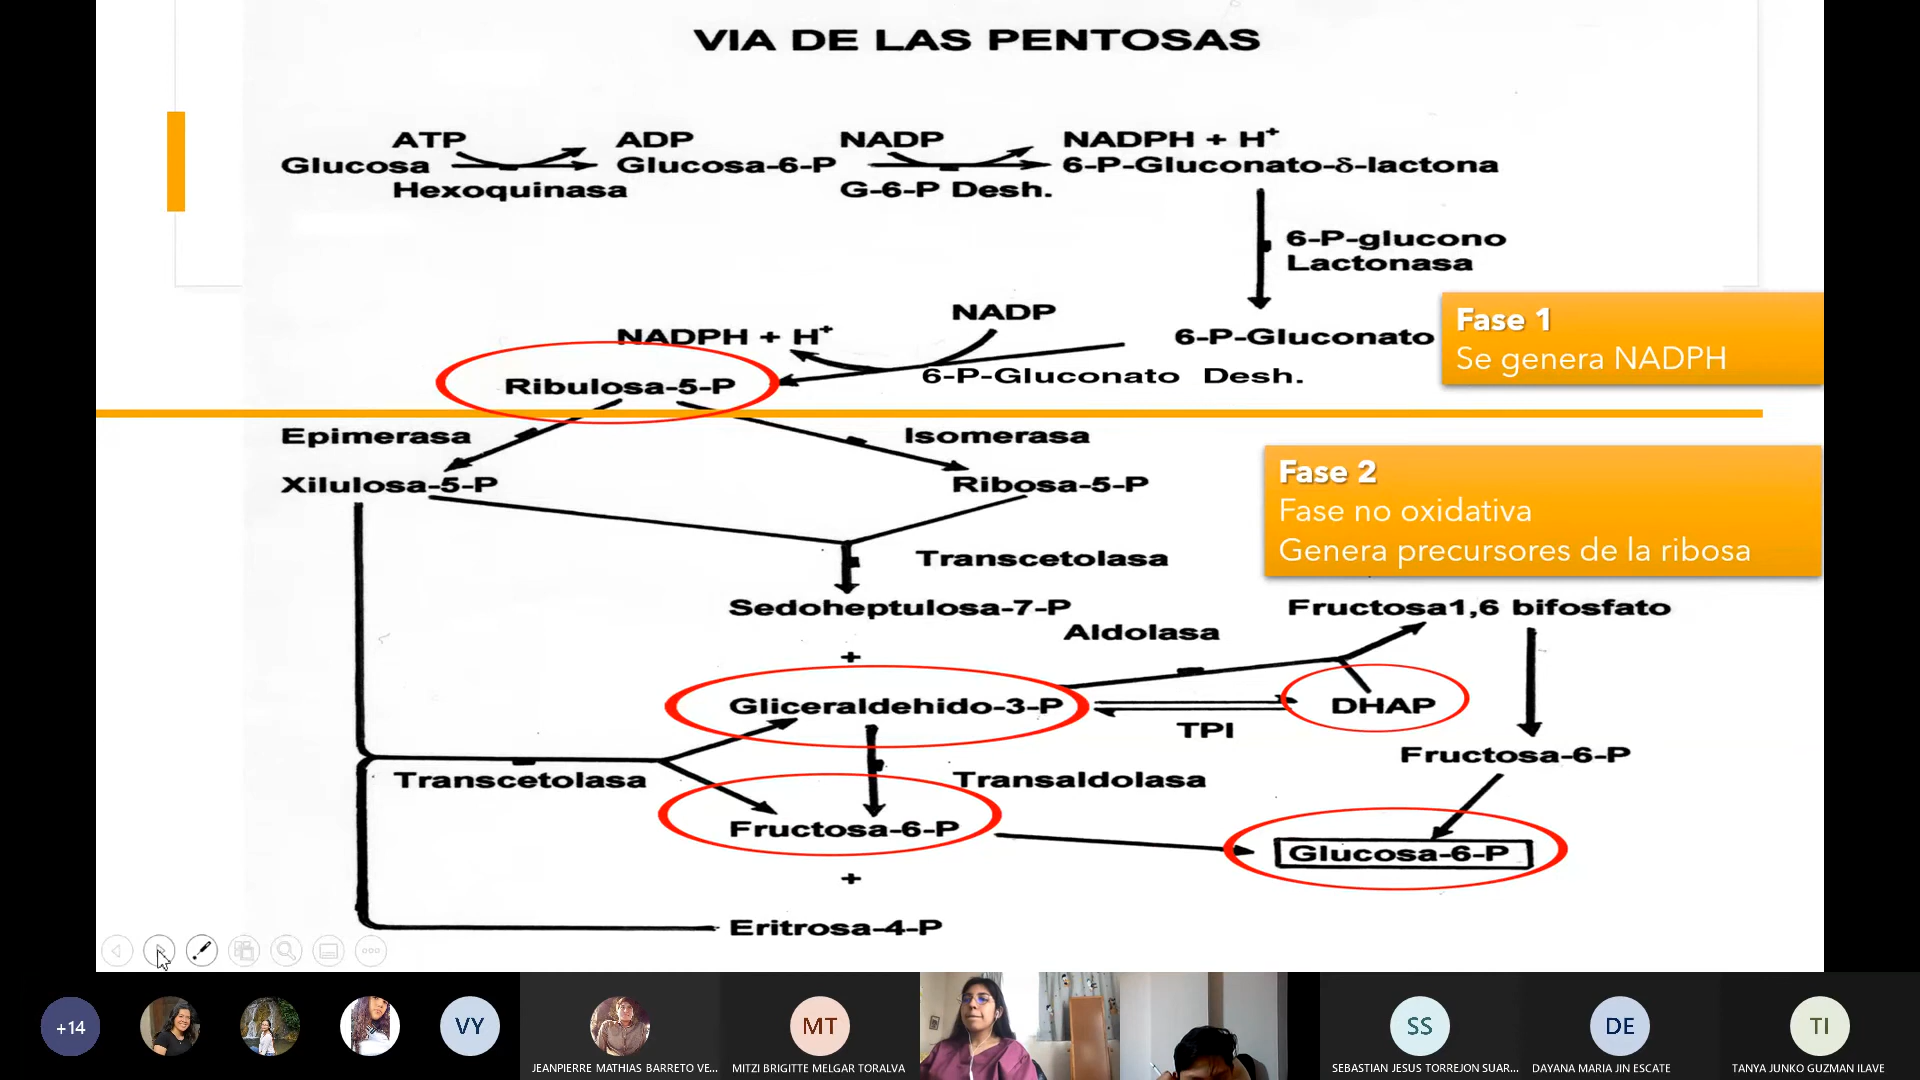 VIA DE LAS PENTOSAS
ATP ADP NADP NADPH + H+
Glucosa Glucosa-6-P 6-P-Gluconato-δ-lactona
Hexoquinasa G-6-P Desh.
6-P-glucono
Lactonasa
NADP
NADPH + H+ 6-P-Gluconato
Fase 1
Se genera NADPH
Ribulosa-5-P 6-P-Gluconato Desh.
Epimerasa Isomerasa
Xilulosa-5-P Ribosa-5-P
Fase 2
Fase no oxidativa
Genera precursores de la ribosa
Transcetolasa
Sedoheptulosa-7-P Fructosa1,6 bifosfato
Aldolasa
+
Gliceraldehido-3-P DHAP
TPI
Fructosa-6-P
Transcetolasa Transaldolasa
Fructosa-6-P
Glucosa-6-P
+
Eritrosa-4-P
+14 VY MT SS DE TI
JEANPIERRE MATHIAS BARRETO VE... MITZI BRIGITTE MELGAR TORALVA SEBASTIAN JESUS TORREJON SUAR... DAYANA MARIA JIN ESCATE TANYA JUNKO GUZMAN ILAVE